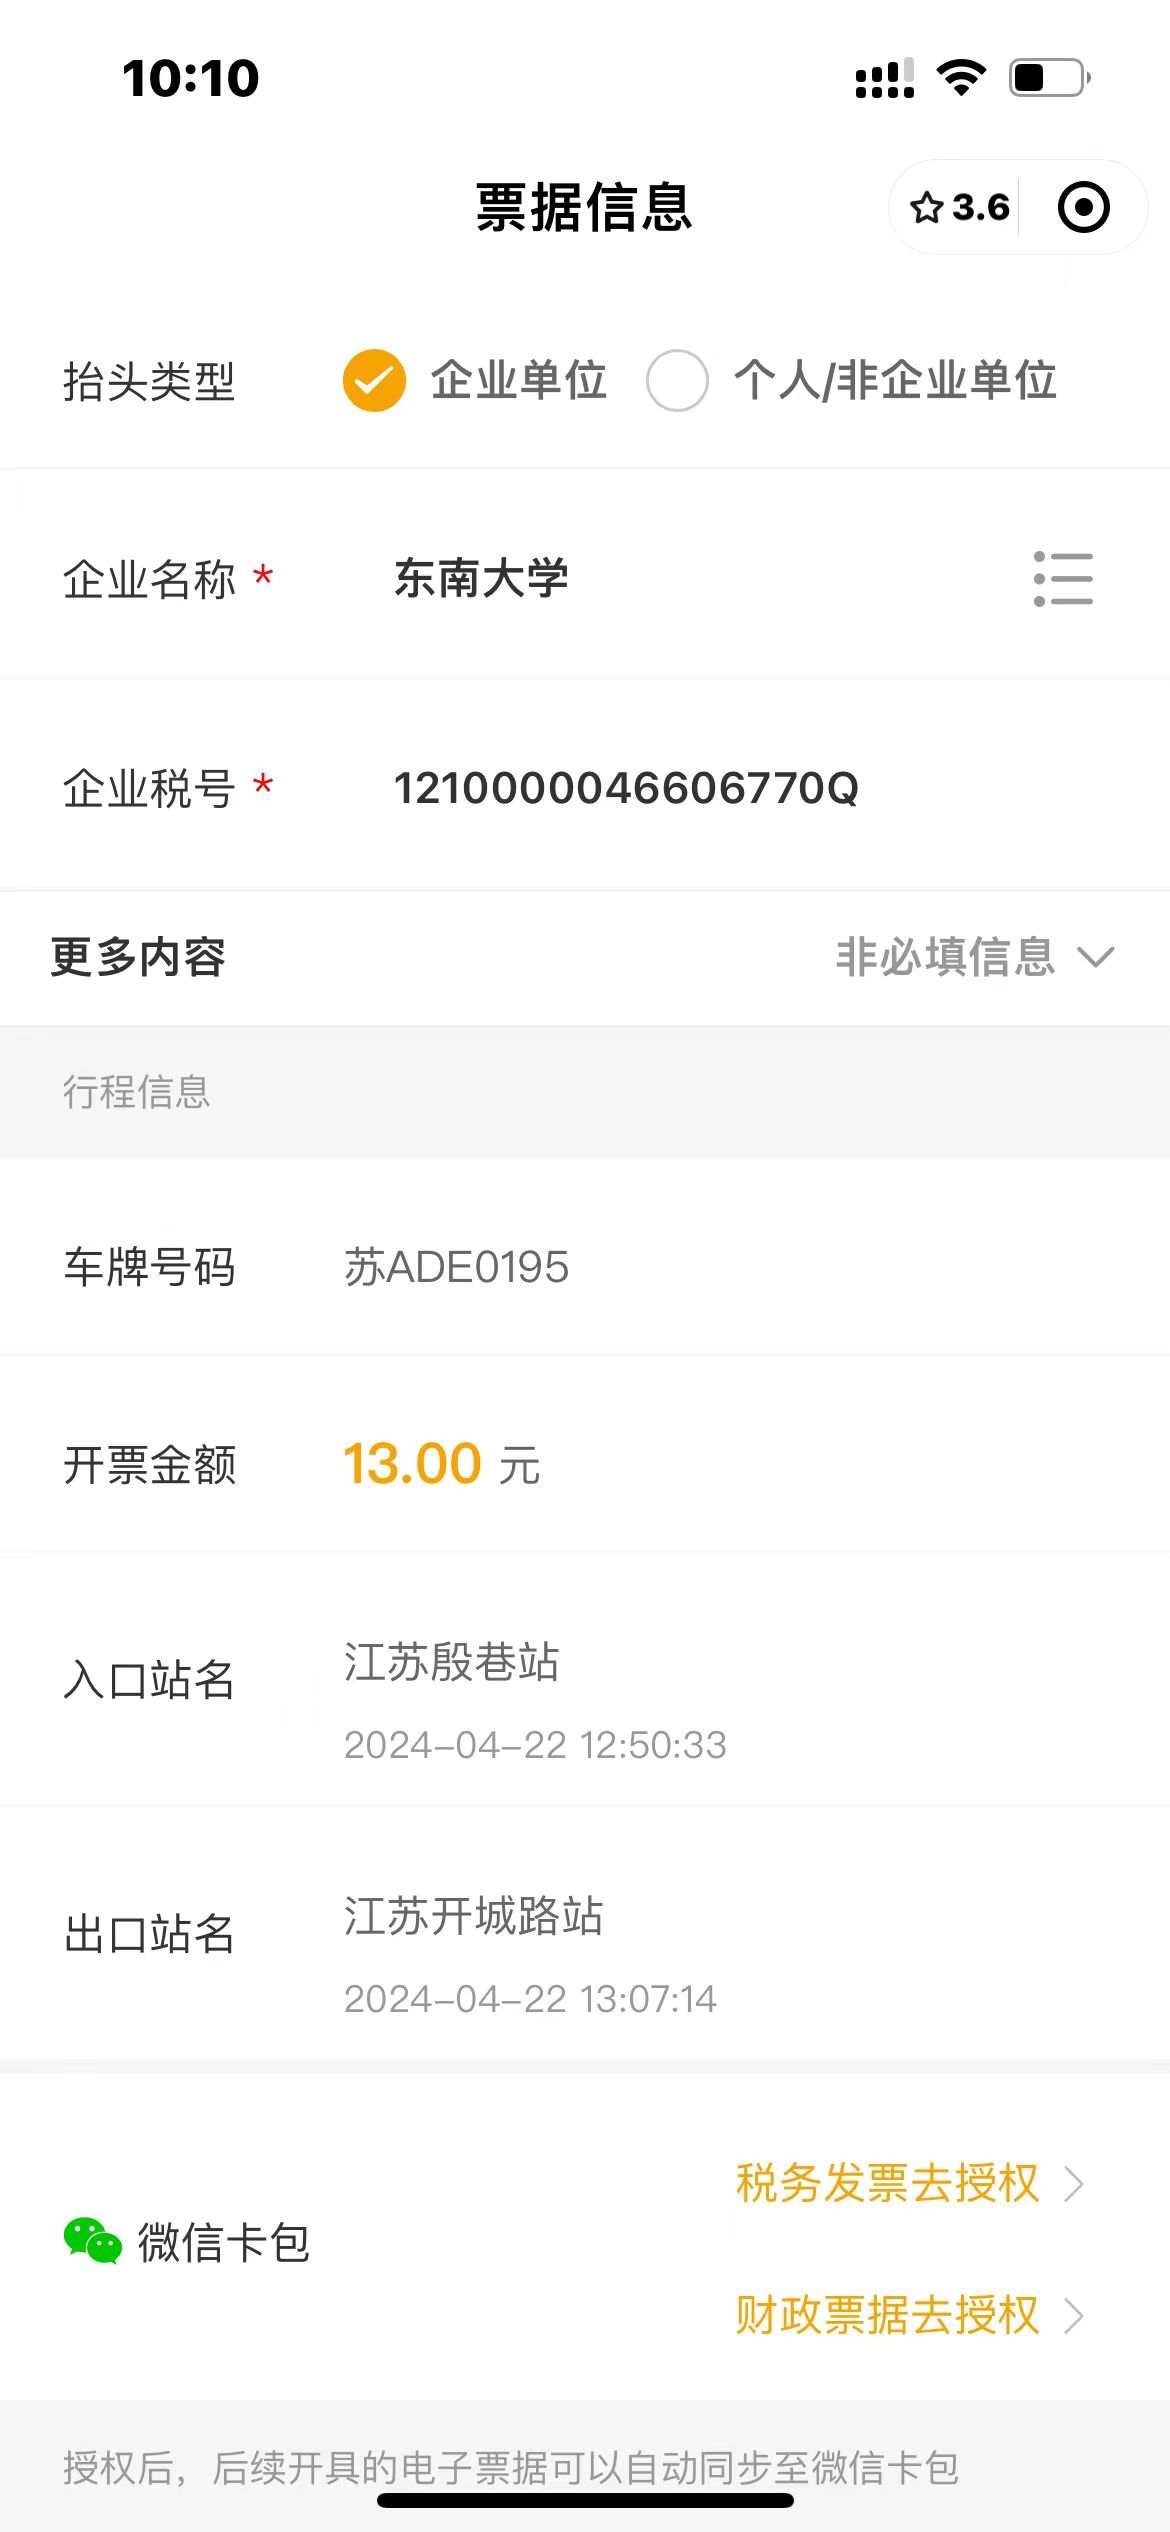 10:10
票据信息
3.6
抬头类型 企业单位 个人/非企业单位
企业名称 * 东南大学
企业税号 * 12100000466606770Q
更多内容 非必填信息
行程信息
车牌号码 苏ADE0195
开票金额 13.00 元
入口站名 江苏殷巷站
2024-04-22 12:50:33
出口站名 江苏开城路站
2024-04-22 13:07:14
税务发票去授权
微信卡包
财政票据去授权
授权后，后续开具的电子票据可以自动同步至微信卡包